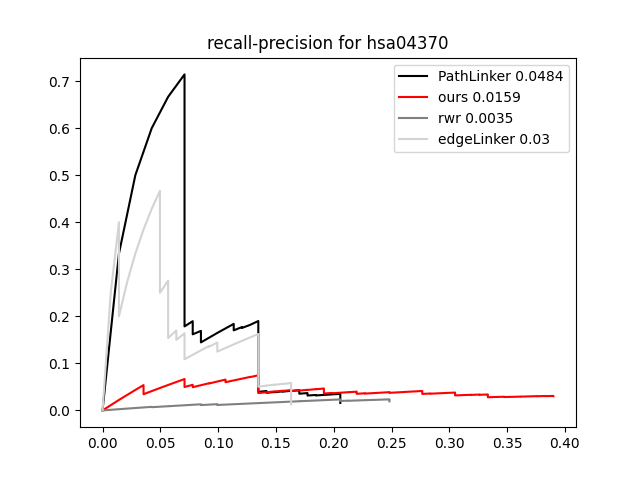 recall-precision for hsa04370
PathLinker 0.0484
ours 0.0159
rwr 0.0035
edgeLinker 0.03
0.7
0.6
0.5
0.4
0.3
0.2
0.1
0.0
0.00 0.05 0.10 0.15 0.20 0.25 0.30 0.35 0.40